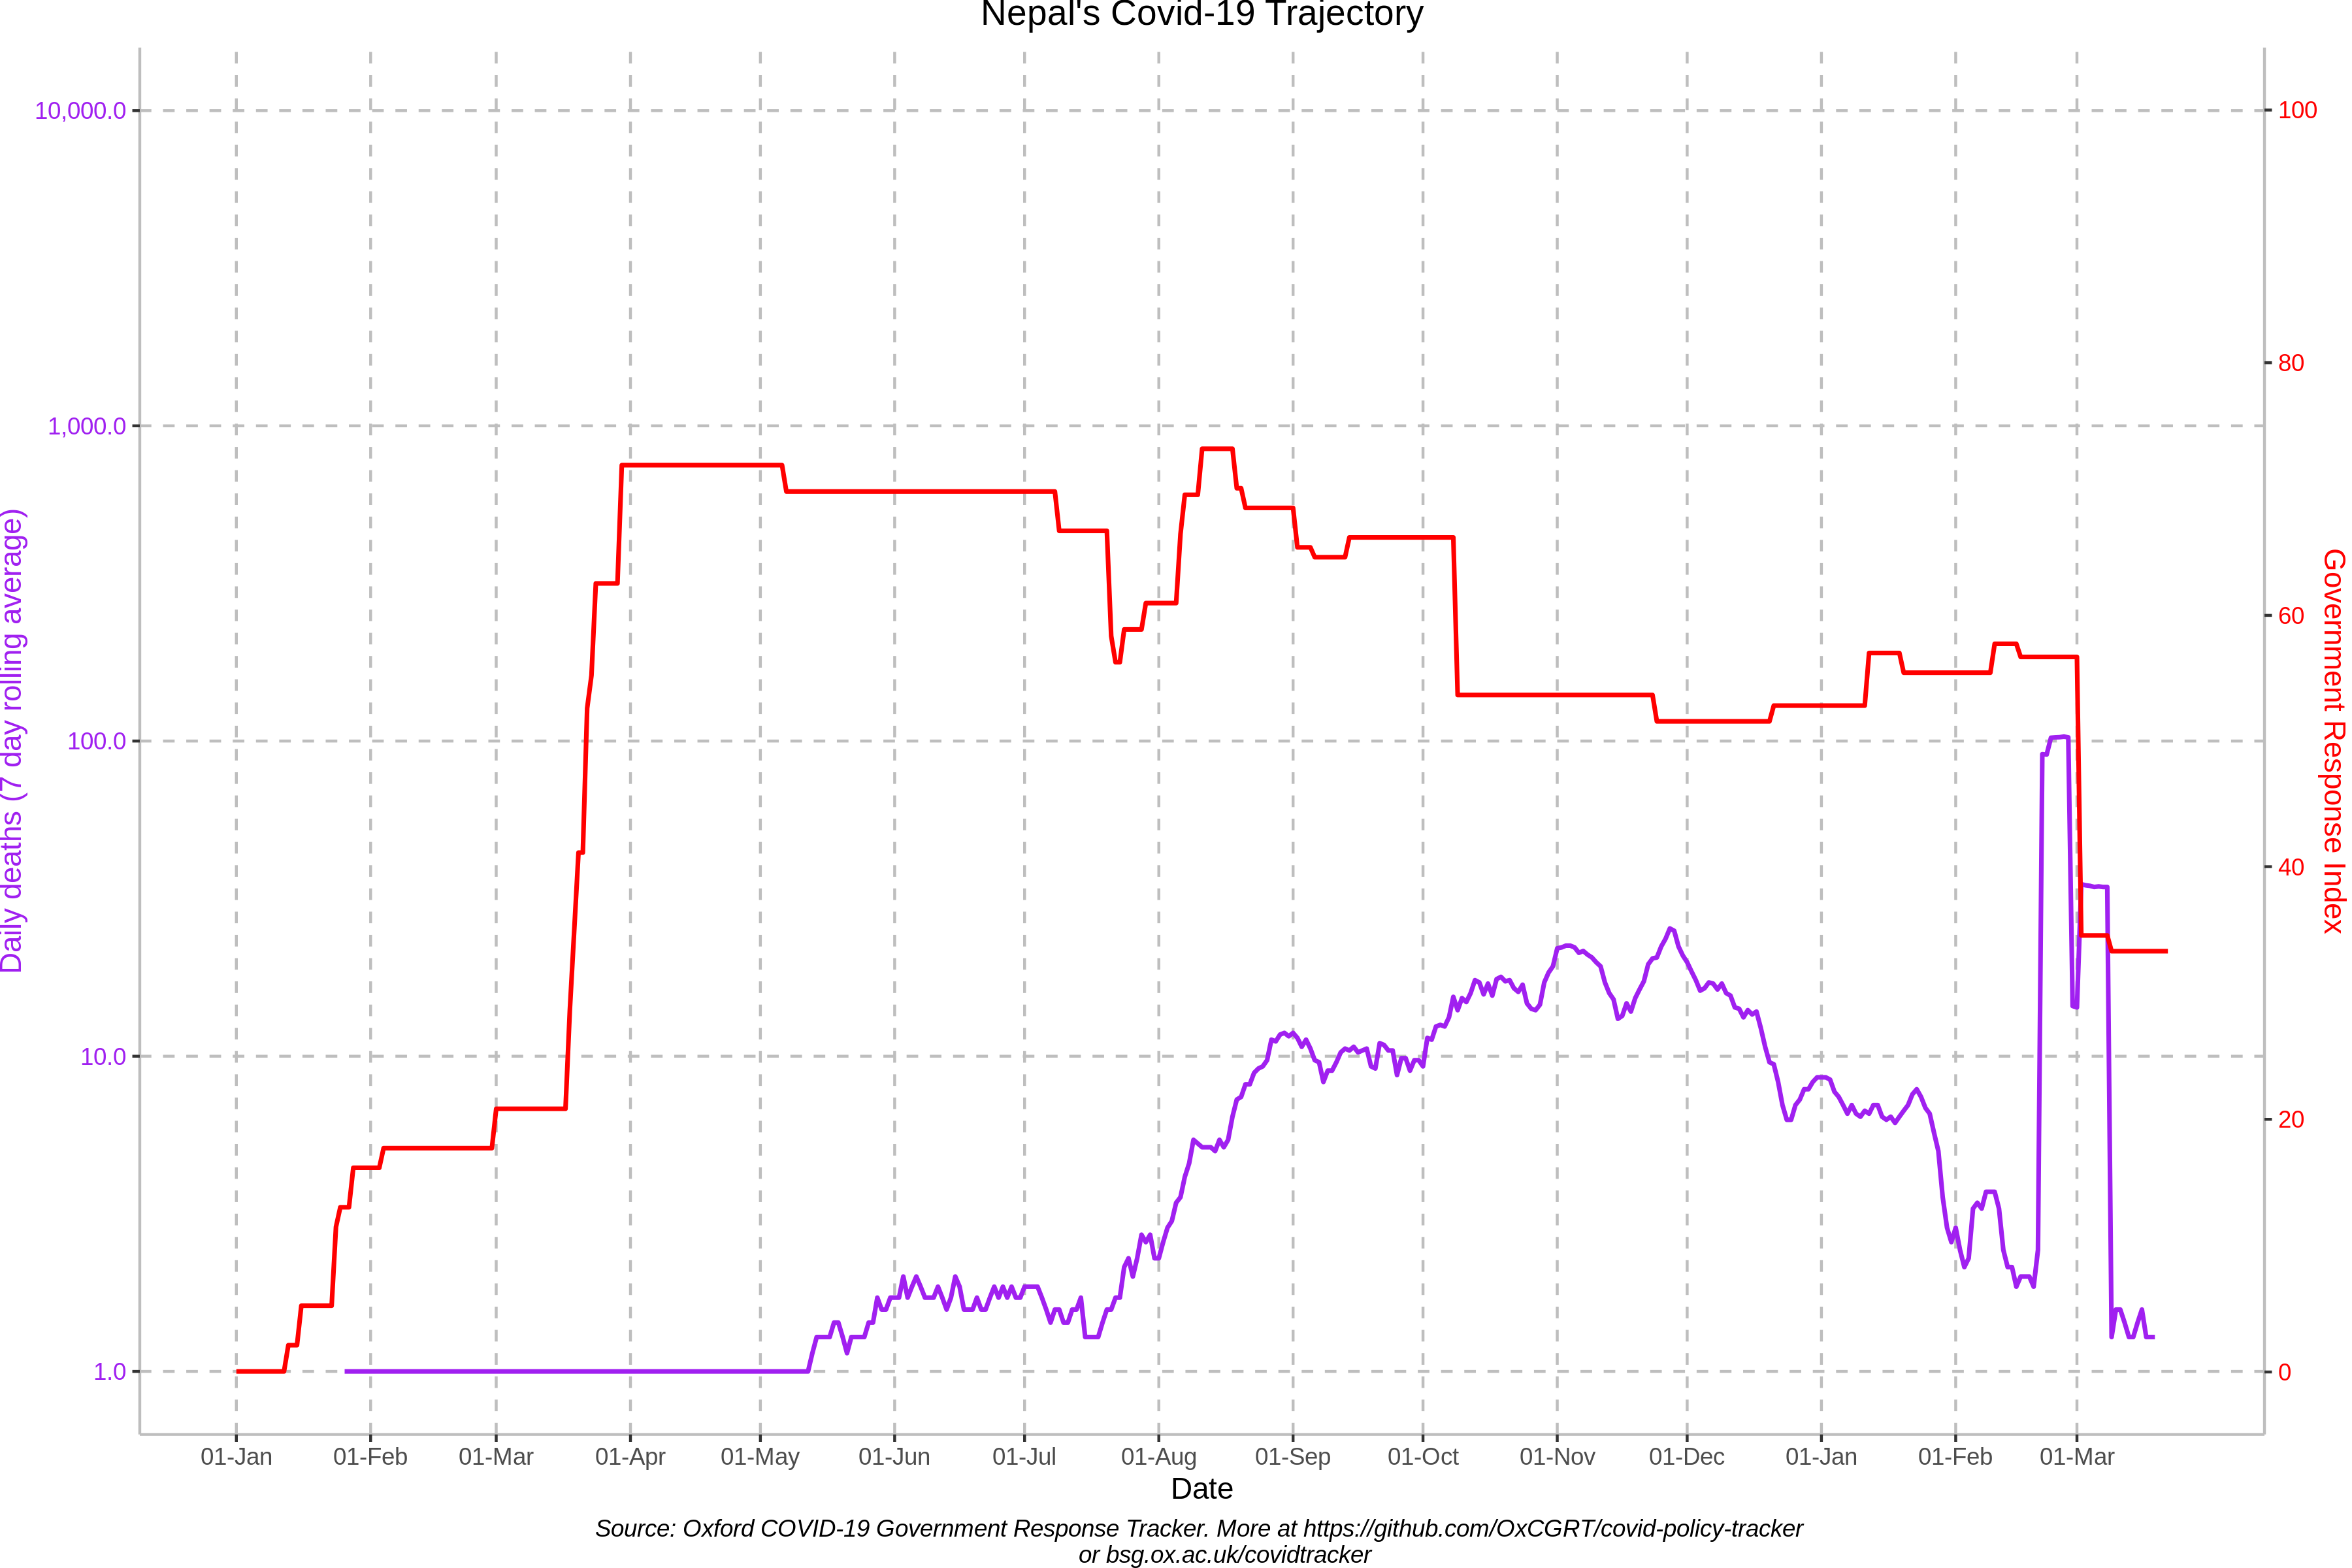 Nepal's Covid-19 Trajectory
10,000.0
1,000.0
100.0
10.0
1.0
Daily deaths (7 day rolling average)
100
80
60
40
20
0
Government Response Index
01-Jan 01-Feb 01-Mar 01-Apr 01-May 01-Jun 01-Jul 01-Aug 01-Sep 01-Oct 01-Nov 01-Dec 01-Jan 01-Feb 01-Mar
Date
Source: Oxford COVID-19 Government Response Tracker. More at https://github.com/OxCGRT/covid-policy-tracker
or bsg.ox.ac.uk/covidtracker